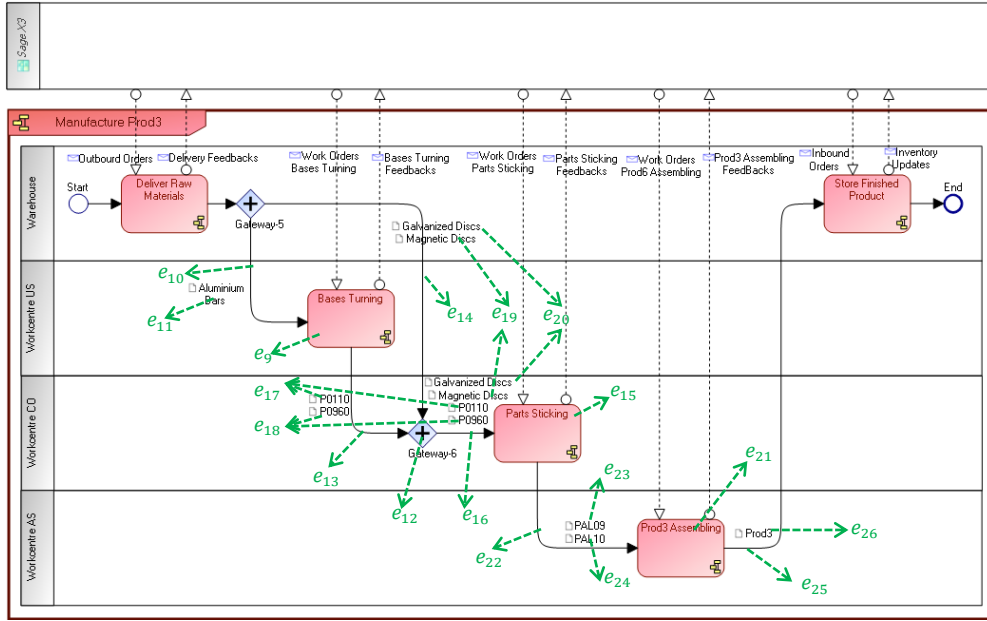 Sage X3
Manufacture Prod3
Outbound Orders
Delivery Feedbacks
Work Orders
Bases Turning
Bases Turning
Feedbacks
Work Orders
Parts Sticking
Parts Sticking
Feedbacks
Work Orders
Prod6 Assembling
Prod3 Assembling
FeedBacks
Inbound
Orders
Inventory
Updates
Warehouse
Start
Deliver Raw
Materials
Gateway-5
Store Finished
Product
End
Galvanized Discs
Magnetic Discs
e10
Workcentre US
Aluminium
Bars
e11
Bases Turning
e9
e14
e19
e20
Workcentre CO
e17
P0110
P0960
e18
Galvanized Discs
Magnetic Discs
P0110
P0960
Gateway-6
Parts Sticking
e15
e13
e12
e16
e23
e21
Workcentre AS
PAL09
PAL10
Prod3 Assembling
Prod3
e26
e22
e24
e25